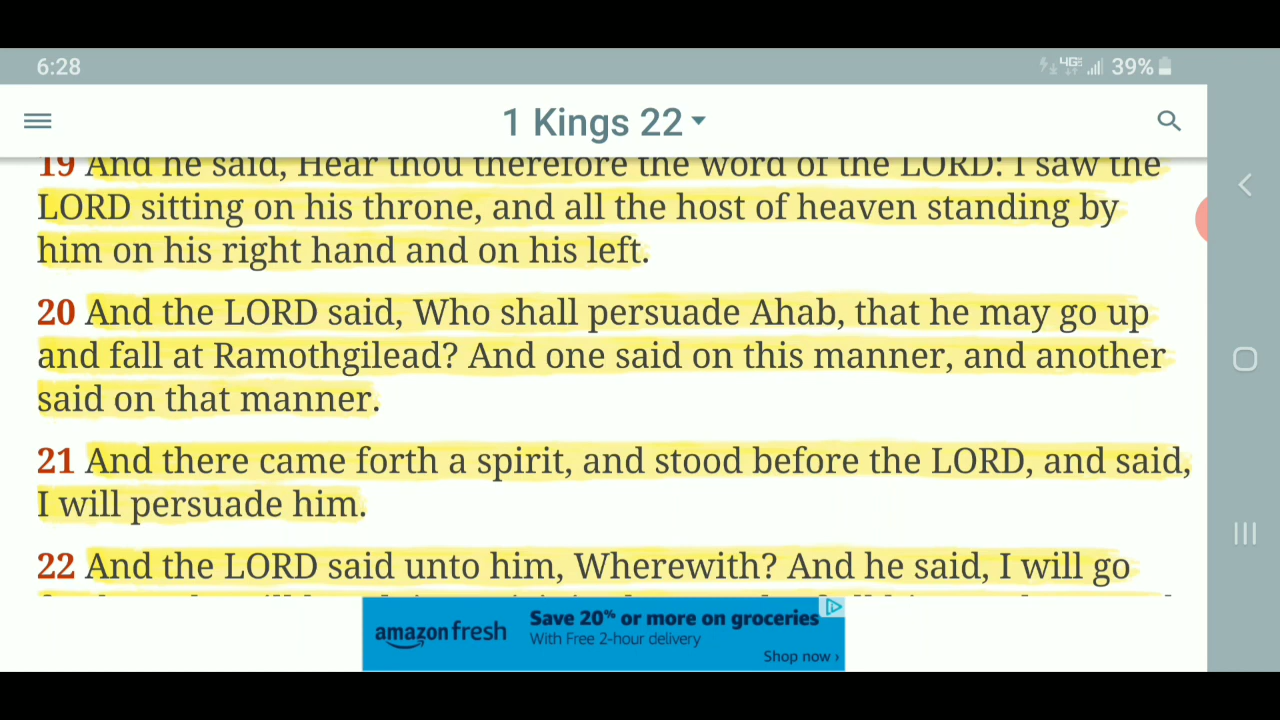 6:28
4G
39%
1 Kings 22
19 And he said, Hear thou therefore the word of the LORD: I saw the
LORD sitting on his throne, and all the host of heaven standing by
him on his right hand and on his left.
20 And the LORD said, Who shall persuade Ahab, that he may go up
and fall at Ramothgilead? And one said on this manner, and another
said on that manner.
21 And there came forth a spirit, and stood before the LORD, and said,
I will persuade him.
22 And the LORD said unto him, Wherewith? And he said, I will go
amazon fresh
Save 20% or more on groceries
With Free 2-hour delivery
Shop now ›